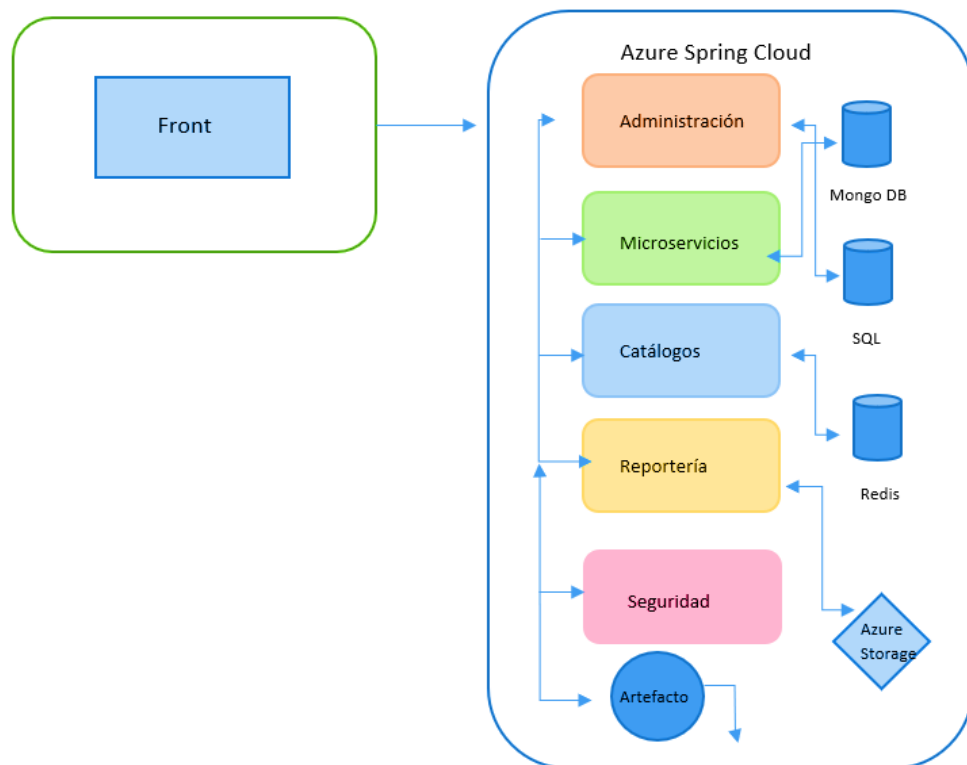 Azure Spring Cloud
Front
Administración
Mongo DB
Microservicios
SQL
Catálogos
Reportería
Redis
Seguridad
Azure
Storage
Artefacto